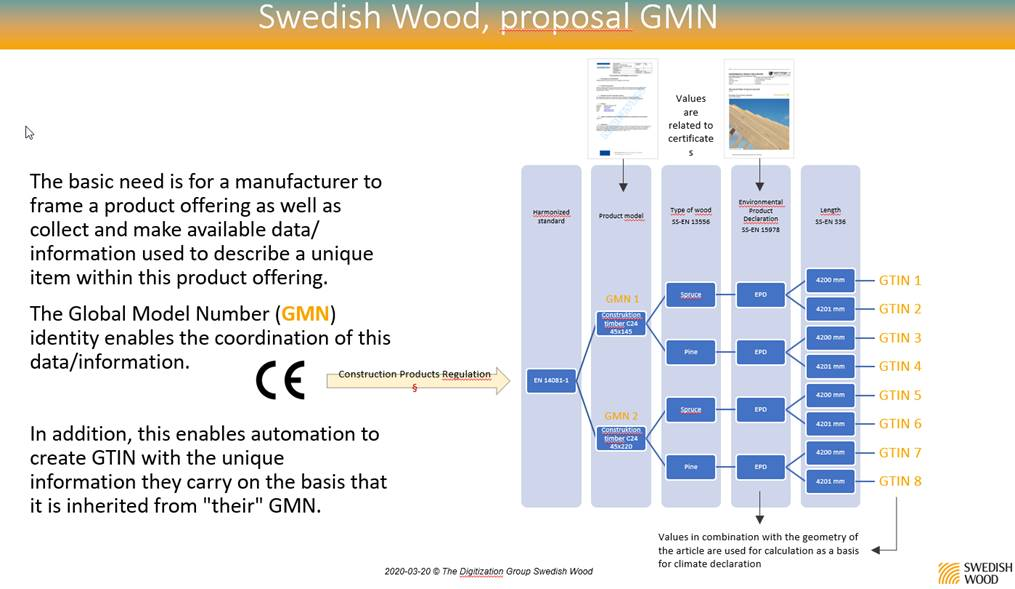 Swedish Wood, proposal GMN
Values
are
related to
certificate
s
The basic need is for a manufacturer to
frame a product offering as well as
collect and make available data/
information used to describe a unique
item within this product offering.
The Global Model Number (GMN)
identity enables the coordination of this
data/information.
CE
Construction Products Regulation
§
In addition, this enables automation to
create GTIN with the unique
information they carry on the basis that
it is inherited from "their" GMN.
Harmonized
standard
Product model
Type of wood
SS-EN 13556
Environmental
Product
Declaration
SS-EN 15978
Length
SS-EN 336
EN 14081-1
GMN 1
Construktion
timber C24
45x145
GMN 2
Construktion
timber C24
45x220
Spruce
Pine
Spruce
Pine
EPD
EPD
EPD
EPD
4200 mm
4201 mm
4200 mm
4201 mm
4200 mm
4201 mm
4200 mm
4201 mm
GTIN 1
GTIN 2
GTIN 3
GTIN 4
GTIN 5
GTIN 6
GTIN 7
GTIN 8
Values in combination with the geometry of
the article are used for calculation as a basis
for climate declaration
2020-03-20 © The Digitization Group Swedish Wood
SWEDISH
WOOD